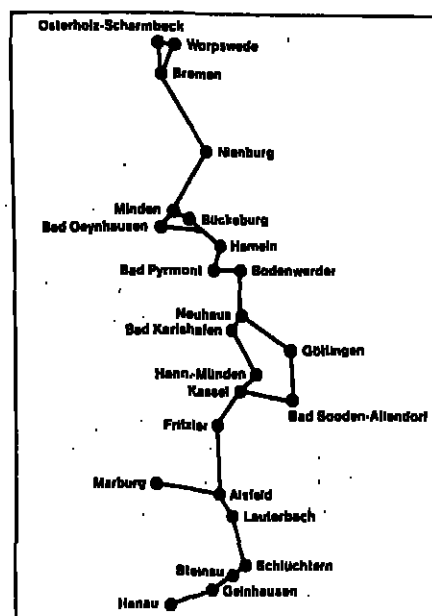 Osterholz-Scharmbeck
Worpswede
Bremen
Nienburg
Minden
Bückeburg
Bad Oeynhausen
Hameln
Bad Pyrmont
Bodenwerder
Neuhaus
Bad Karlshafen
Göttingen
Hann.-Münden
Kassel
Bad Sooden-Allendorf
Fritzlar
Marburg
Alsfeld
Lauterbach
Schlüchtern
Steinau
Gelnhausen
Hanau